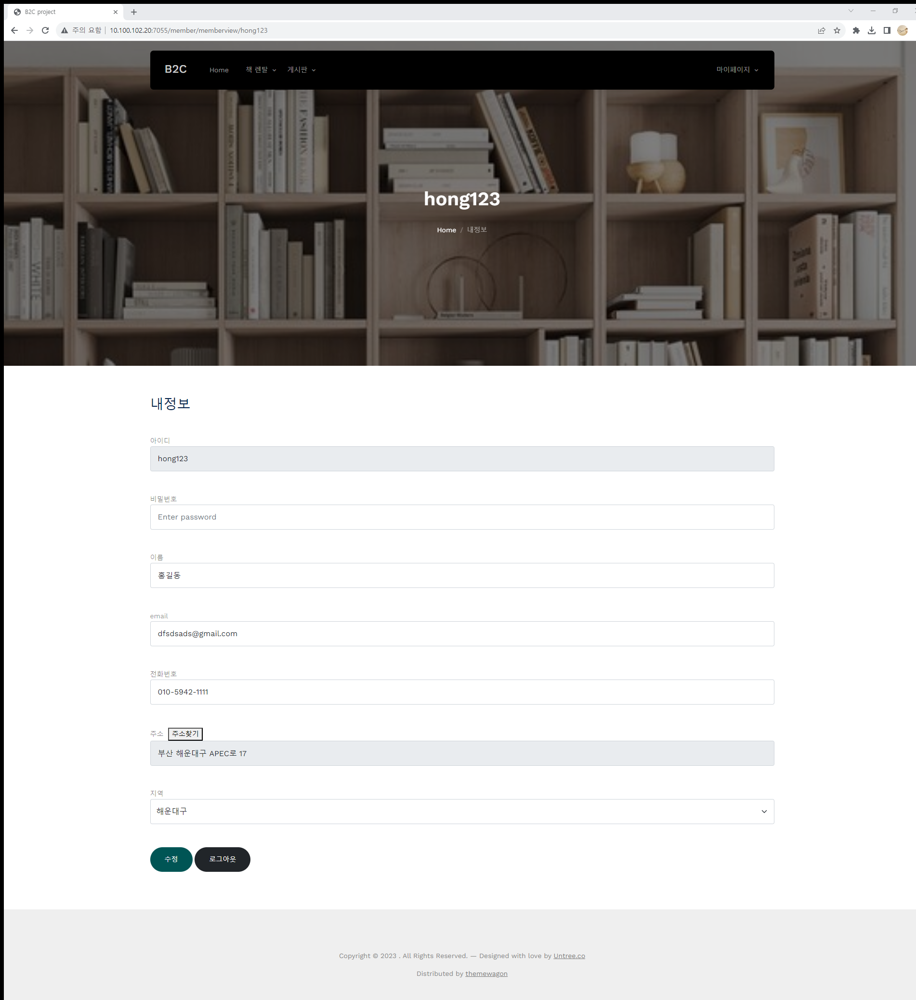 B2C project
주의 요함 | 10.100.102.20:7055/member/memberview/hong123
B2C Home 책 렌탈 게시판 마이페이지
THE FASHION
WHITE
hong123
Home / 내정보
내정보
아이디
hong123
비밀번호
Enter password
이름
홍길동
email
dfsdsads@gmail.com
전화번호
010-5942-1111
주소 주소찾기
부산 해운대구 APEC로 17
지역
해운대구
수정 로그아웃
Copyright © 2023 . All Rights Reserved. — Designed with love by Untree.co
Distributed by themewagon